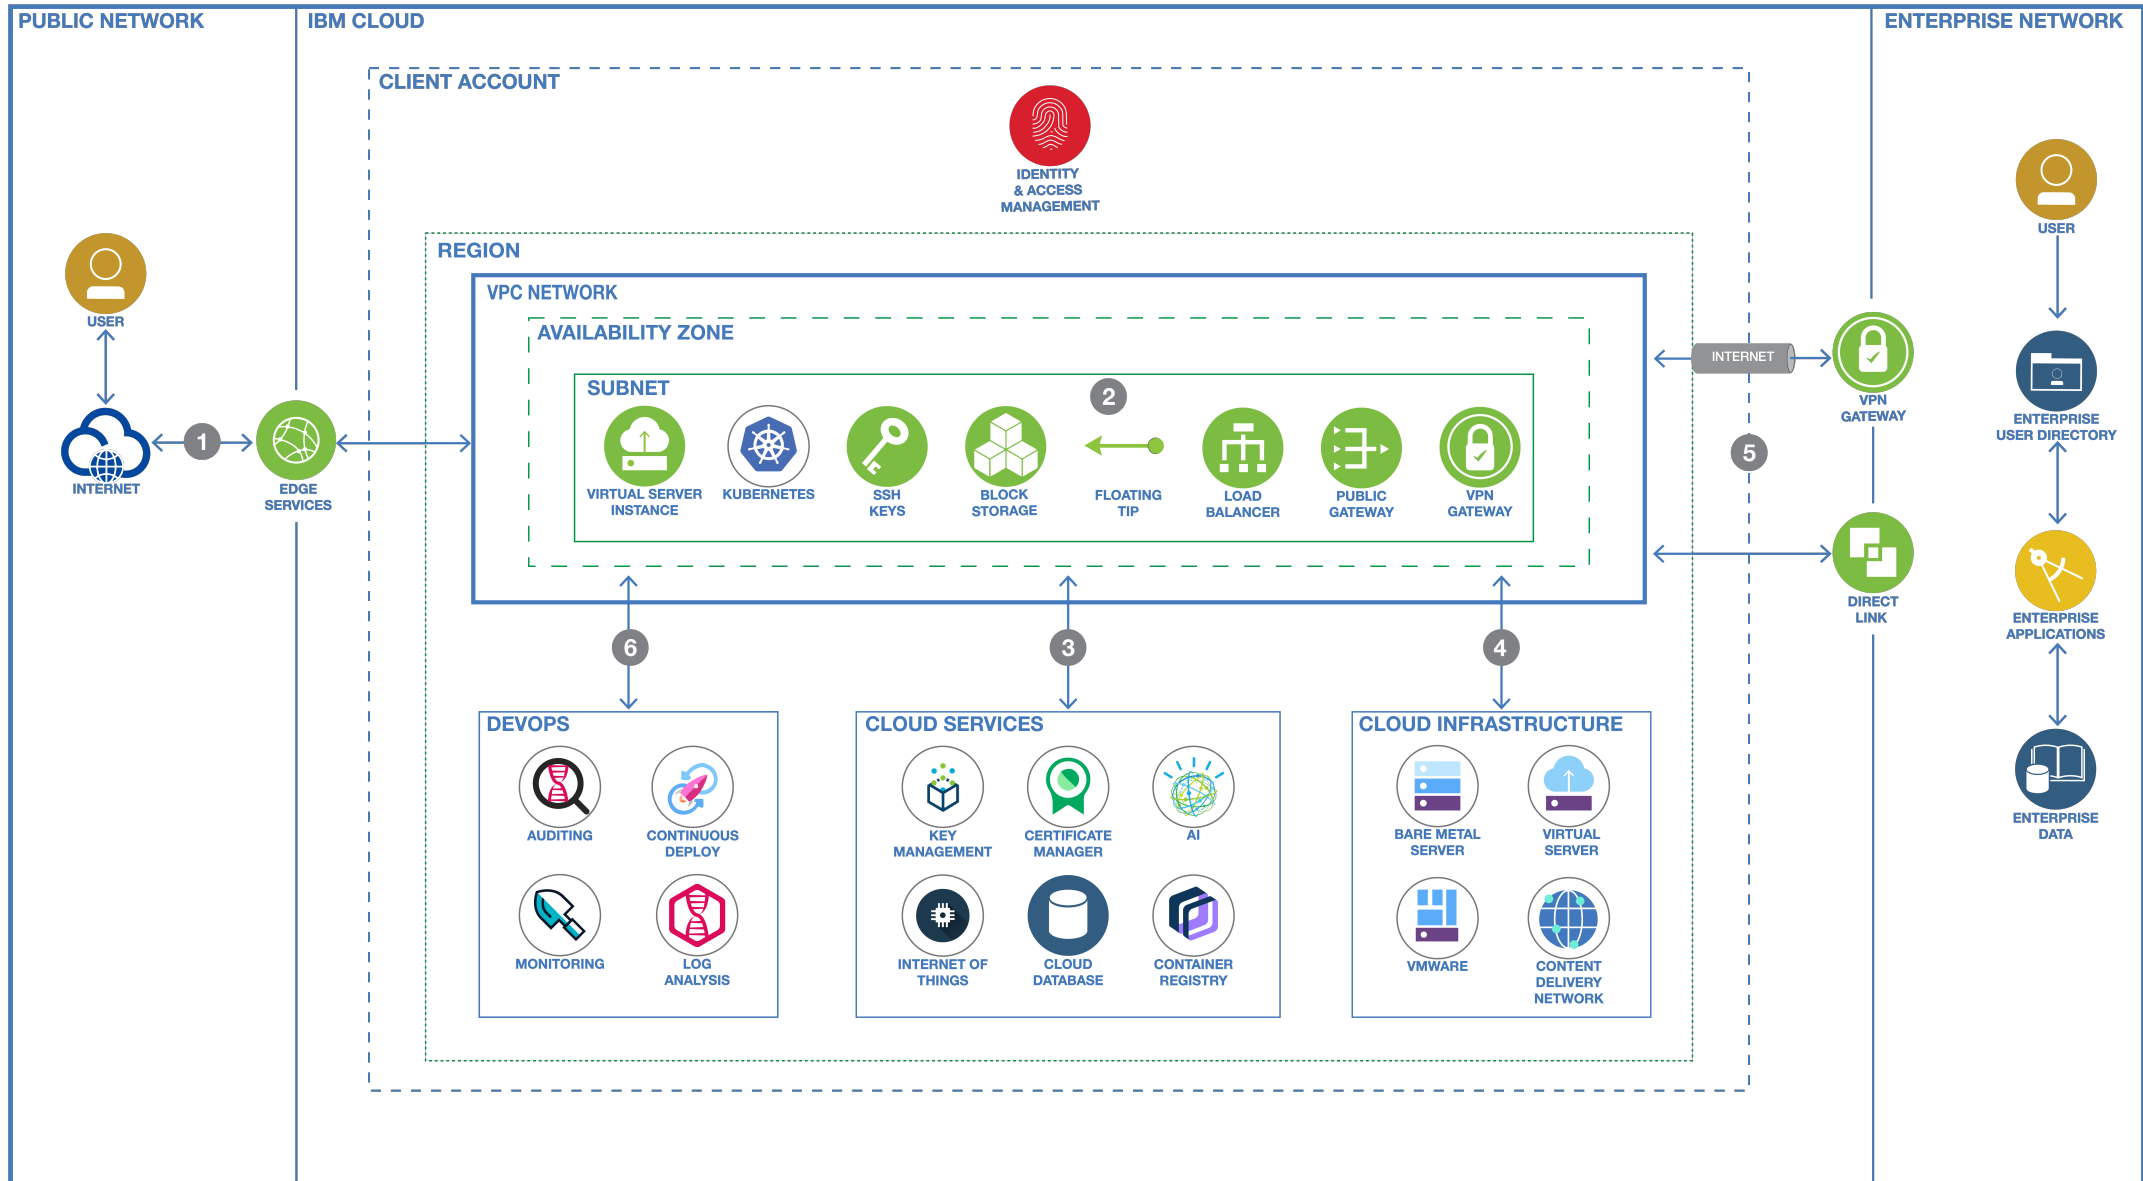 PUBLIC NETWORK
IBM CLOUD
ENTERPRISE NETWORK
CLIENT ACCOUNT
IDENTITY
& ACCESS
MANAGEMENT
REGION
VPC NETWORK
AVAILABILITY ZONE
SUBNET
2
VIRTUAL SERVER
INSTANCE
KUBERNETES
SSH
KEYS
BLOCK
STORAGE
FLOATING
TIP
LOAD
BALANCER
PUBLIC
GATEWAY
VPN
GATEWAY
USER
INTERNET
1
EDGE
SERVICES
INTERNET
5
VPN
GATEWAY
DIRECT
LINK
USER
ENTERPRISE
USER DIRECTORY
ENTERPRISE
APPLICATIONS
ENTERPRISE
DATA
6
3
4
DEVOPS
AUDITING
CONTINUOUS
DEPLOY
MONITORING
LOG
ANALYSIS
CLOUD SERVICES
KEY
MANAGEMENT
CERTIFICATE
MANAGER
AI
INTERNET OF
THINGS
CLOUD
DATABASE
CONTAINER
REGISTRY
CLOUD INFRASTRUCTURE
BARE METAL
SERVER
VIRTUAL
SERVER
VMWARE
CONTENT
DELIVERY
NETWORK